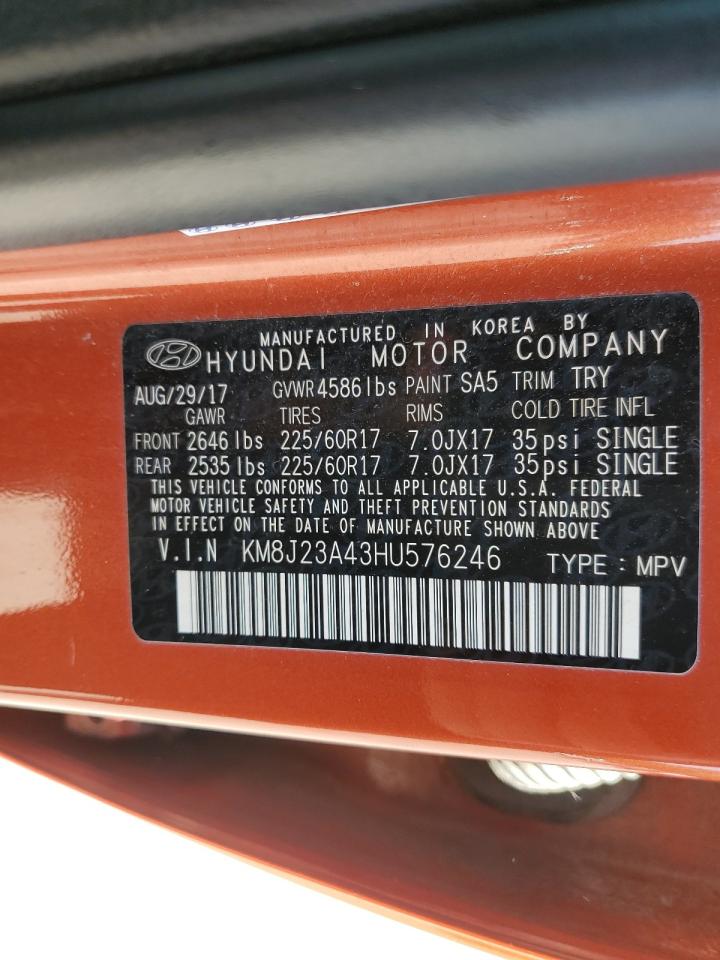 MANUFACTURED IN KOREA BY
HYUNDAI MOTOR COMPANY
AUG/29/17 GVWR 4586 lbs PAINT SA5 TRIM TRY
GAWR TIRES RIMS COLD TIRE INFL
FRONT 2646 lbs 225/60R17 7.0JX17 35psi SINGLE
REAR 2535 lbs 225/60R17 7.0JX17 35psi SINGLE
THIS VEHICLE CONFORMS TO ALL APPLICABLE U.S.A. FEDERAL
MOTOR VEHICLE SAFETY AND THEFT PREVENTION STANDARDS
IN EFFECT ON THE DATE OF MANUFACTURE SHOWN ABOVE
V.I.N KM8J23A43HU576246 TYPE : MPV